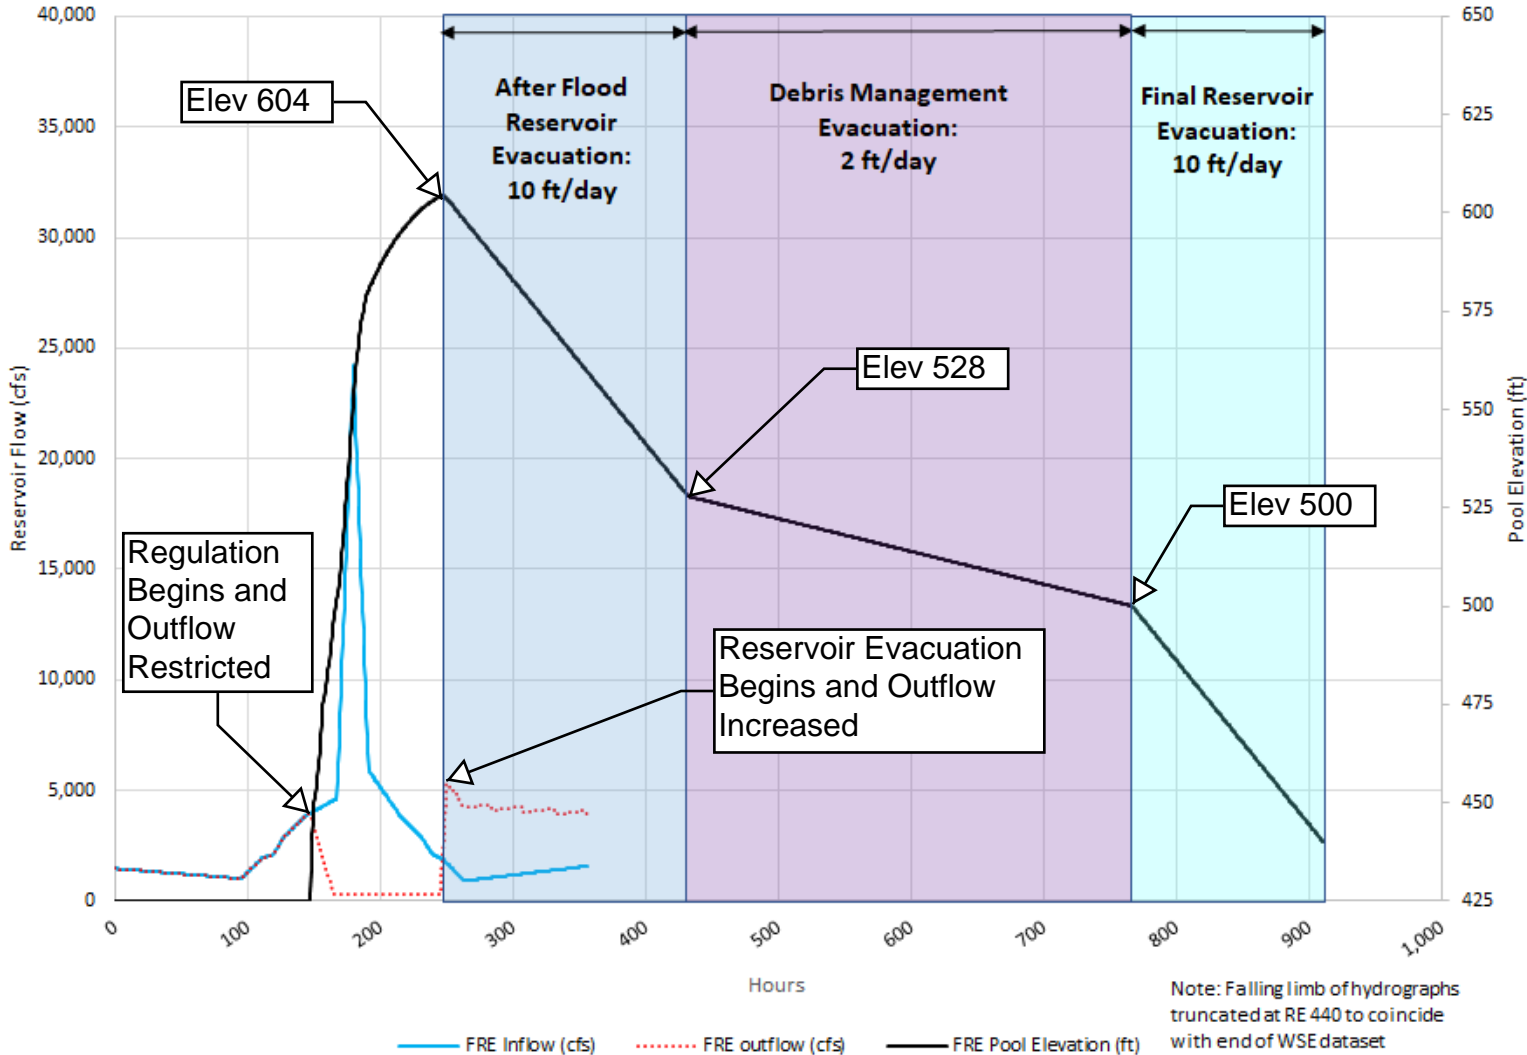 40,000
35,000
30,000
25,000
20,000
15,000
10,000
5,000
0
Reservoir Flow (cfs)
650
625
600
575
550
525
500
475
450
425
Pool Elevation (ft)
After Flood
Reservoir
Evacuation:
10 ft/day
Debris Management
Evacuation:
2 ft/day
Final Reservoir
Evacuation:
10 ft/day
Elev 604
Elev 528
Elev 500
Regulation
Begins and
Outflow
Restricted
Reservoir Evacuation
Begins and Outflow
Increased
0
100
200
300
400
500
600
700
800
900
1,000
Hours
Note: Falling limb of hydrographs
truncated at RE 440 to coincide
with end of WSE dataset
FRE Inflow (cfs)
FRE outflow (cfs)
FRE Pool Elevation (ft)